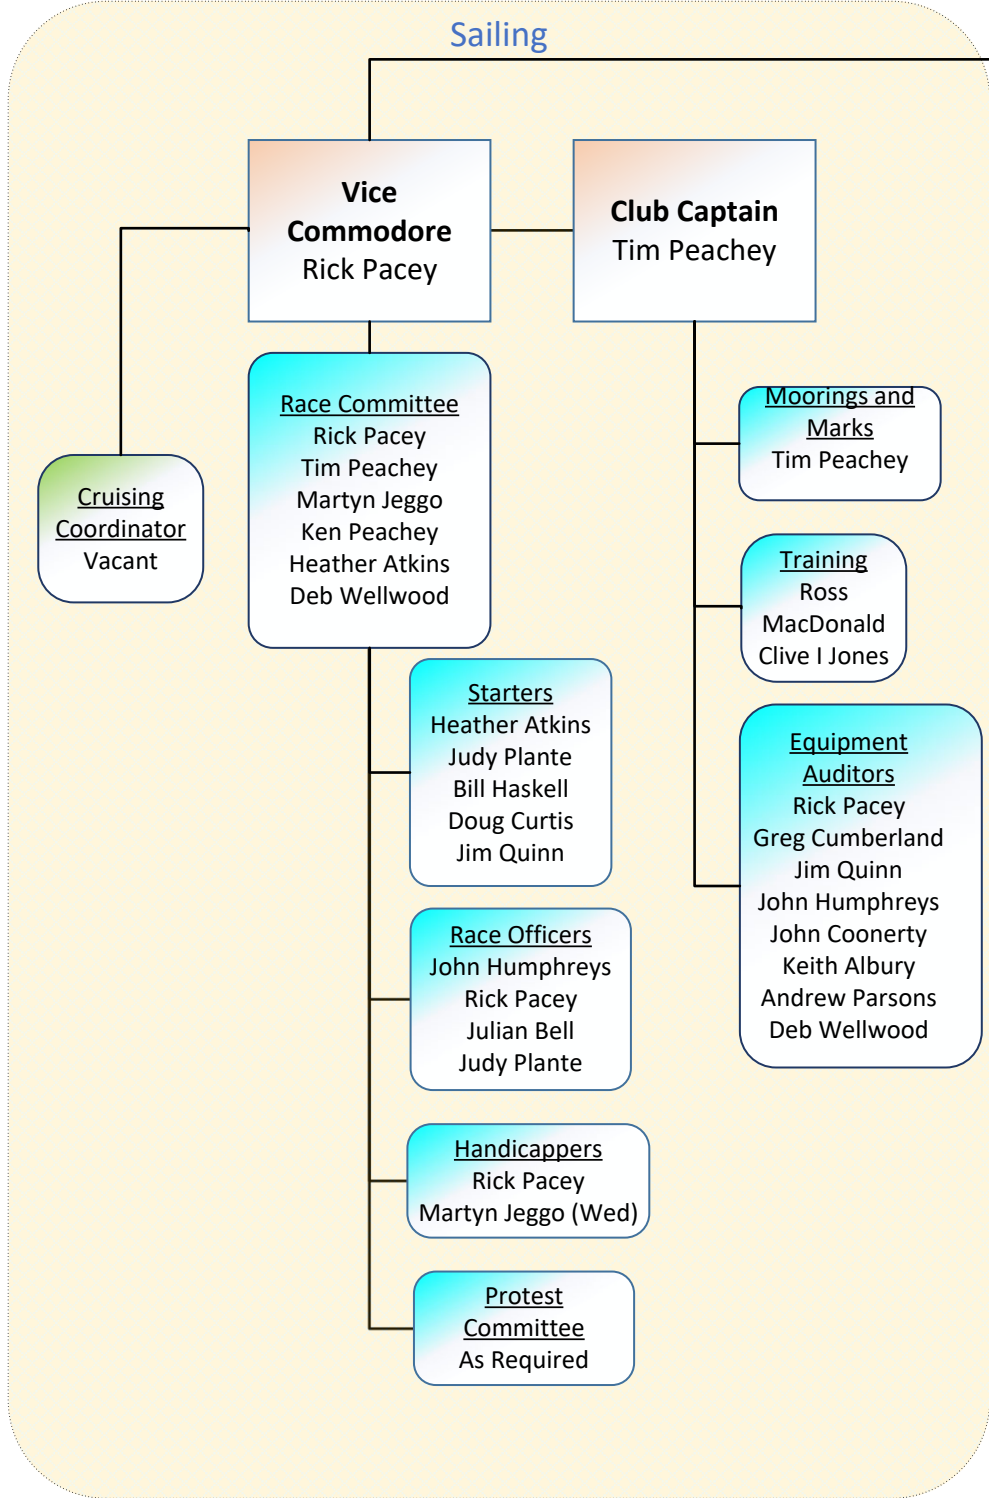 Sailing
Vice
Commodore
Rick Pacey
Club Captain
Tim Peachey
Race Committee
Rick Pacey
Tim Peachey
Martyn Jeggo
Ken Peachey
Heather Atkins
Deb Wellwood
Moorings and
Marks
Tim Peachey
Cruising
Coordinator
Vacant
Training
Ross
MacDonald
Clive I Jones
Starters
Heather Atkins
Judy Plante
Bill Haskell
Doug Curtis
Jim Quinn
Equipment
Auditors
Rick Pacey
Greg Cumberland
Jim Quinn
John Humphreys
John Coonerty
Keith Albury
Andrew Parsons
Deb Wellwood
Race Officers
John Humphreys
Rick Pacey
Julian Bell
Judy Plante
Handicappers
Rick Pacey
Martyn Jeggo (Wed)
Protest
Committee
As Required